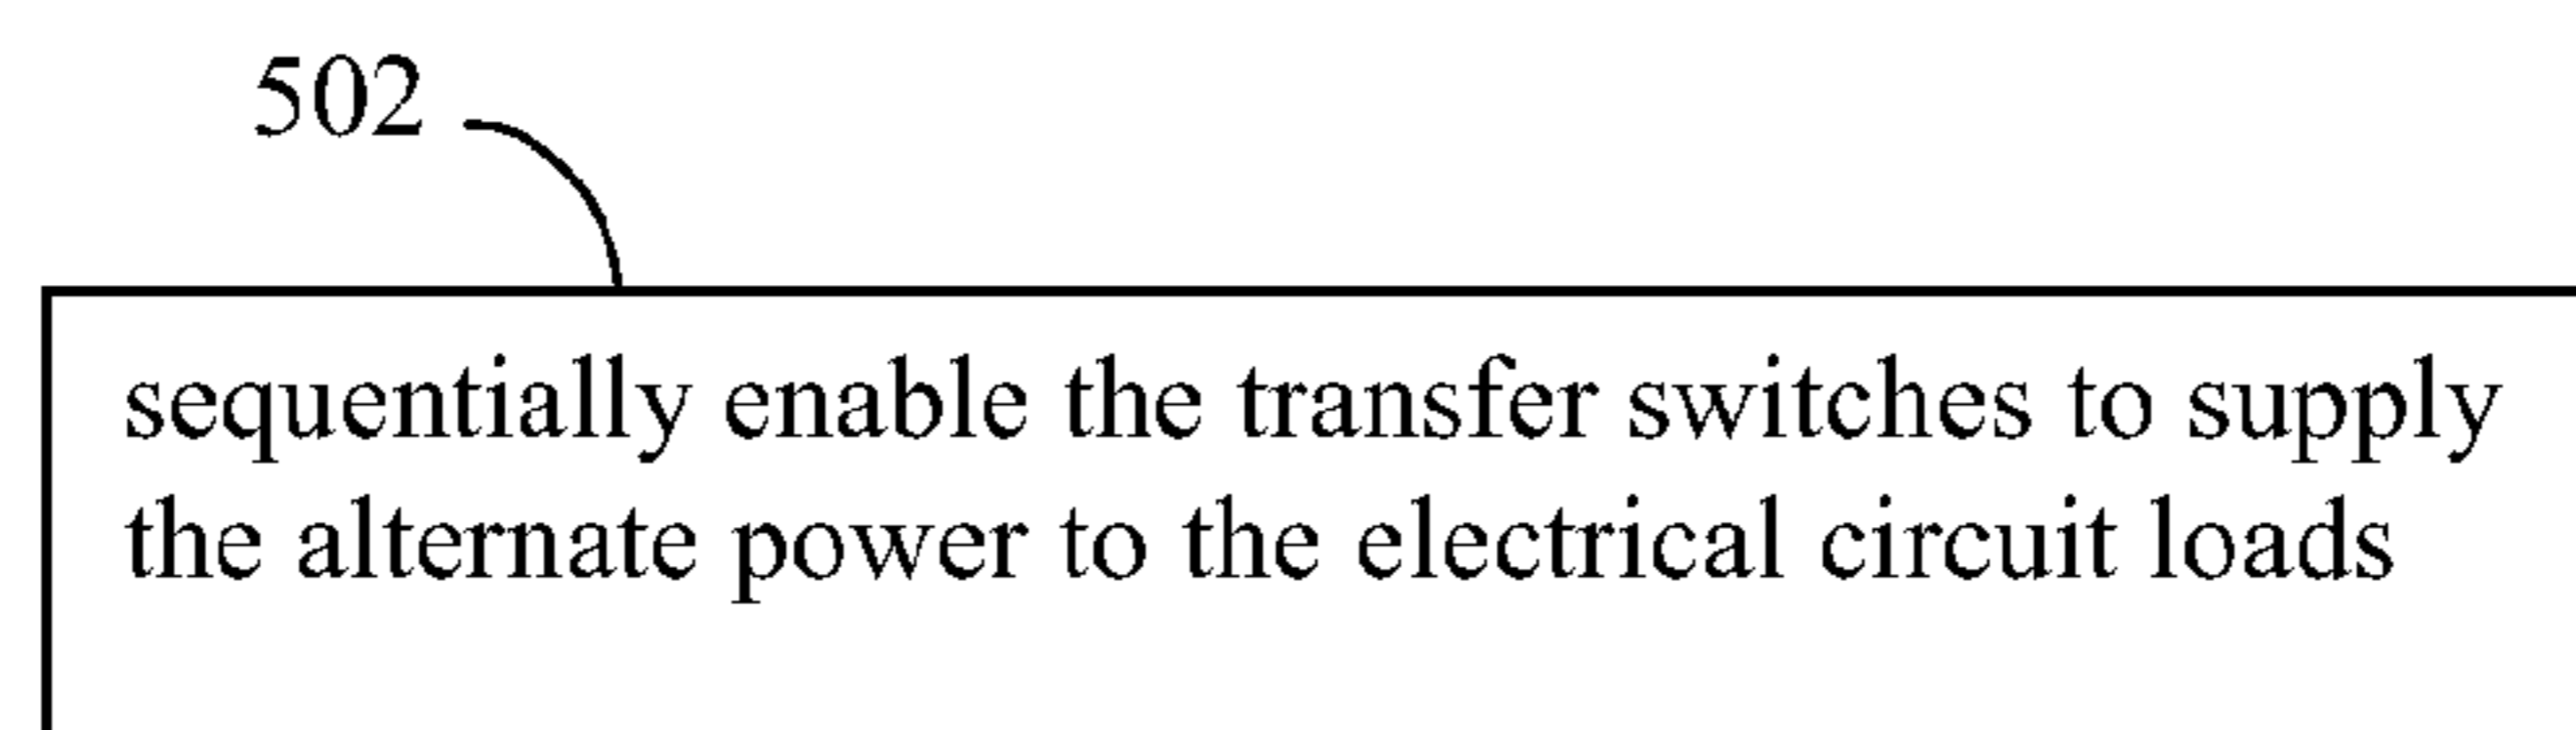 502
sequentially enable the transfer switches to supply
the alternate power to the electrical circuit loads